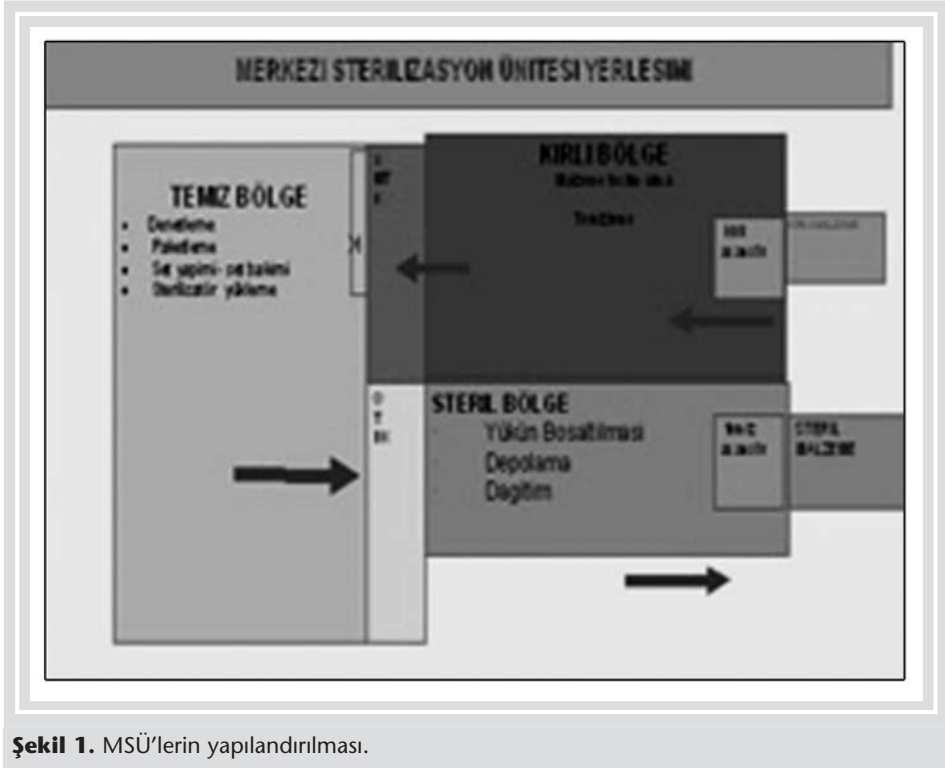 MERKEZI STERILIZASYON ÜNITESI YERLESIMI
TEMIZ BÖLGE
• Denetleme
• Paketleme
• Set yapimi- set bakimi
• Sterilizatör yükleme
KIRLI BÖLGE
Temizleme
STERIL BÖLGE
Yükün Bosaltilmasi
Depolama
Dagitim
STERIL
MALZEME
Şekil 1. MSÜ'lerin yapılandırılması.